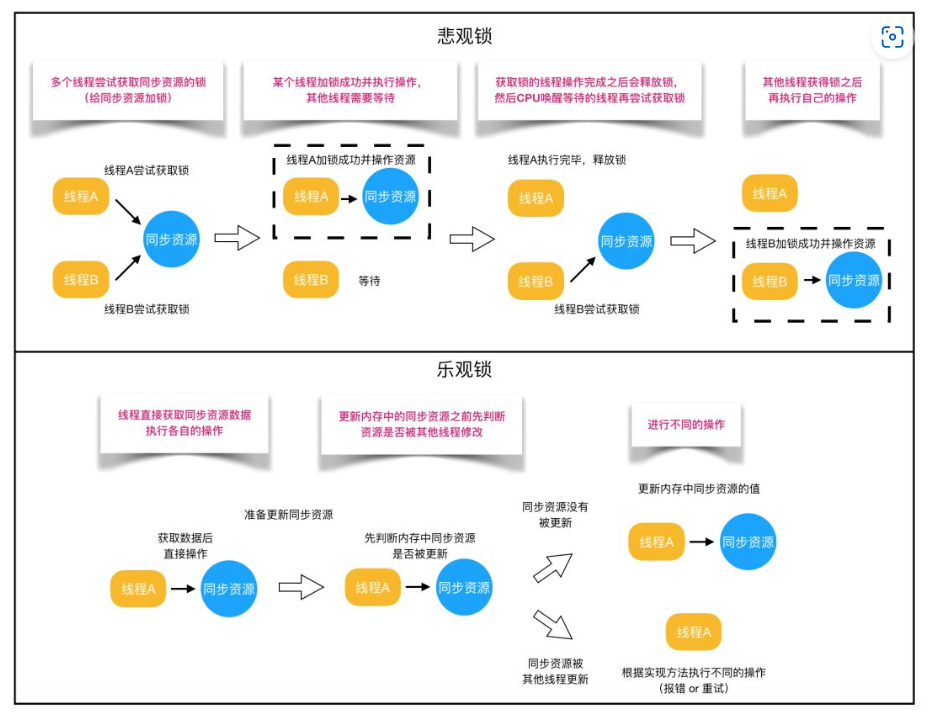 悲观锁
多个线程尝试获取同步资源的锁
（给同步资源加锁）
某个线程加锁成功并执行操作，
其他线程需要等待
获取锁的线程操作完成之后会释放锁，
然后CPU唤醒等待的线程再尝试获取锁
其他线程获得锁之后
再执行自己的操作
线程A尝试获取锁
线程A
同步资源
线程B
线程B尝试获取锁
线程A加锁成功并操作资源
线程A
同步资源
线程B
等待
线程A执行完毕，释放锁
线程A
同步资源
线程B
线程B尝试获取锁
线程A
线程B加锁成功并操作资源
线程B
同步资源
乐观锁
线程直接获取同步资源数据
执行各自的操作
更新内存中的同步资源之前先判断
资源是否被其他线程修改
进行不同的操作
获取数据后
直接操作
线程A
同步资源
准备更新同步资源
先判断内存中同步资源
是否被更新
线程A
同步资源
同步资源没有
被更新
更新内存中同步资源的值
线程A
同步资源
同步资源被
其他线程更新
线程A
根据实现方法执行不同的操作
（报错 or 重试）